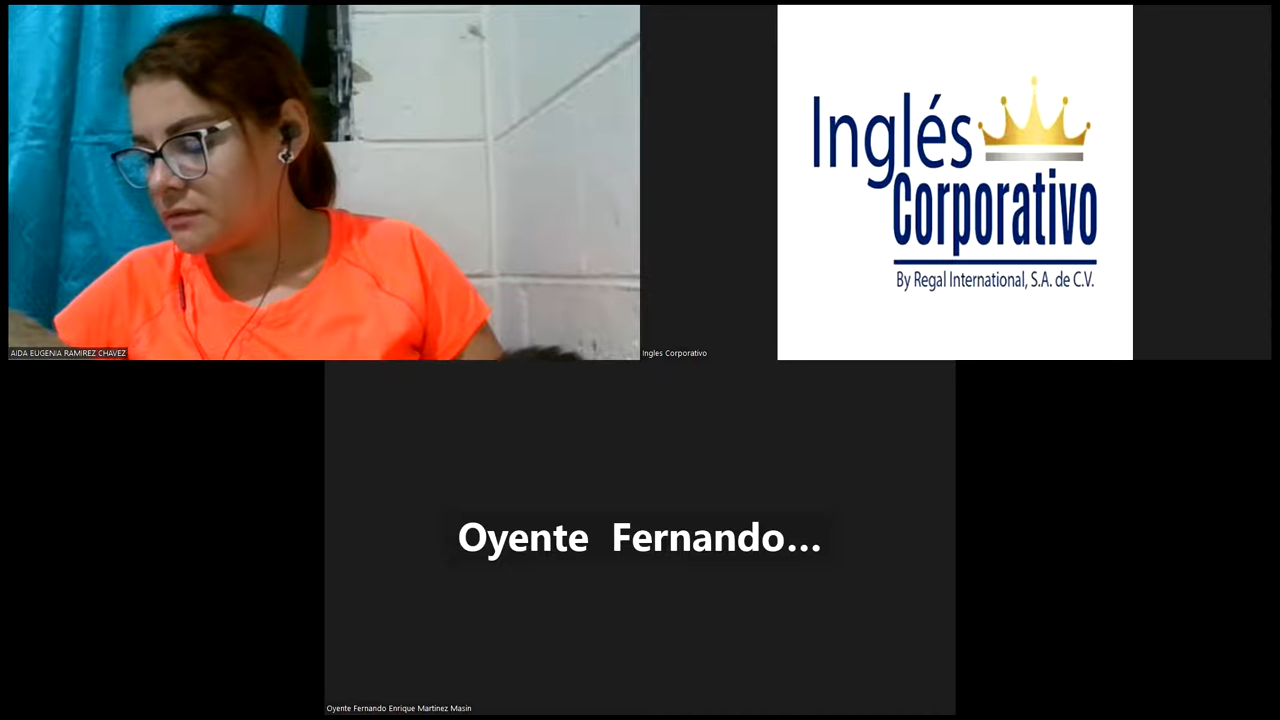 AIDA EUGENIA RAMIREZ CHAVEZ
Inglés
Corporativo
By Regal International, S.A. de C.V.
Ingles Corporativo
Oyente Fernando...
Oyente Fernando Enrique Martinez Masin